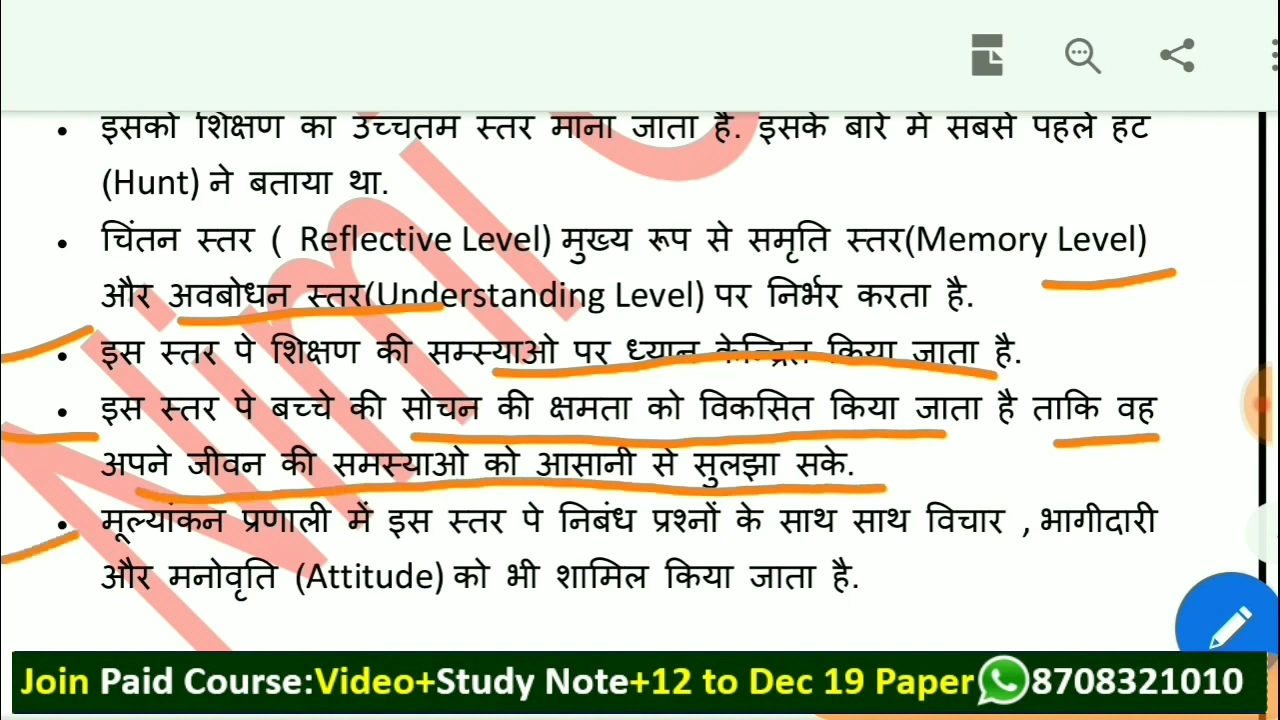 • इसको शिक्षण का उच्चतम स्तर माना जाता है. इसके बारे मे सबसे पहले हंट
(Hunt) ने बताया था.
• चिंतन स्तर ( Reflective Level) मुख्य रूप से समृति स्तर(Memory Level)
और अवबोधन स्तर(Understanding Level) पर निर्भर करता है.
• इस स्तर पे शिक्षण की सम्स्याओ पर ध्यान केन्द्रित किया जाता है.
• इस स्तर पे बच्चे की सोचन की क्षमता को विकसित किया जाता है ताकि वह
अपने जीवन की समस्याओ को आसानी से सुलझा सके.
• मूल्यांकन प्रणाली में इस स्तर पे निबंध प्रश्नों के साथ साथ विचार , भागीदारी
और मनोवृति (Attitude) को भी शामिल किया जाता है.
Join Paid Course:Video+Study Note+12 to Dec 19 Paper 8708321010